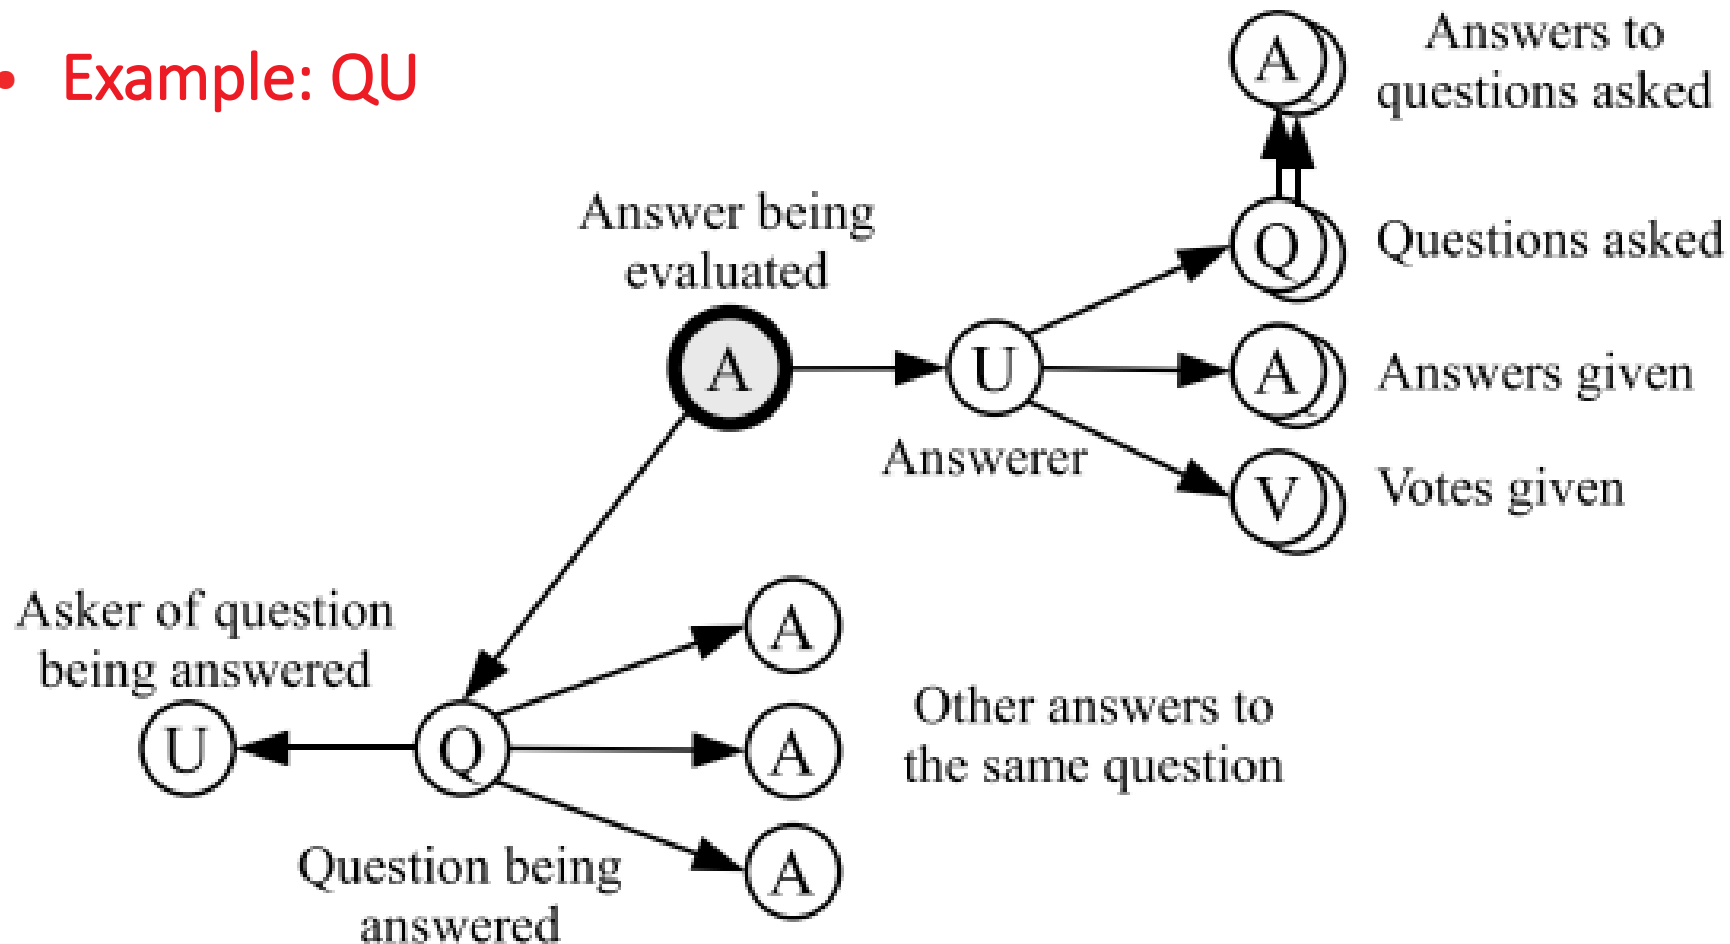 • Example: QU
A
Answers to
questions asked
Answer being
evaluated
Q
Questions asked
A
U
A
Answers given
Answerer
V
Votes given
Asker of question
being answered
A
U
Q
A
Other answers to
the same question
Question being
answered
A